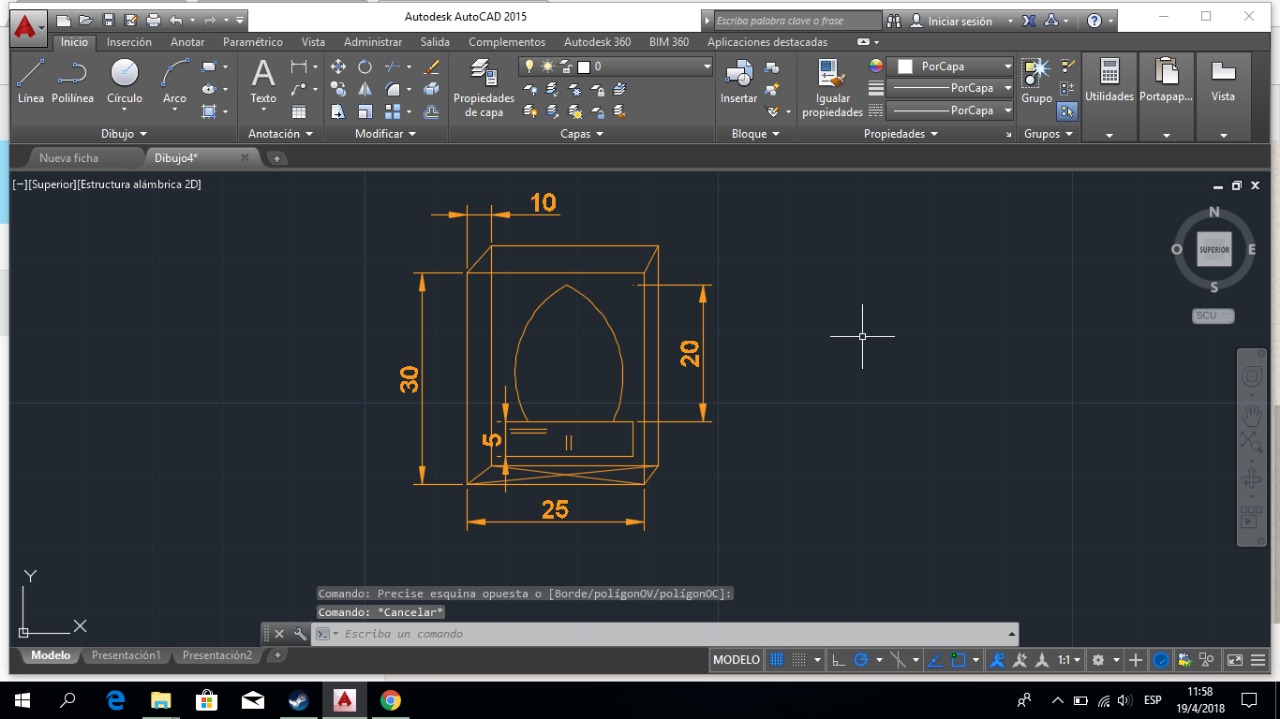 Autodesk AutoCAD 2015
Escriba palabra clave o frase
Iniciar sesión
Inicio Inserción Anotar Paramétrico Vista Administrar Salida Complementos Autodesk 360 BIM 360 Aplicaciones destacadas
Línea Polilínea Círculo Arco
Texto
Propiedades de capa
0
Insertar
Igualar propiedades
PorCapa
PorCapa
PorCapa
Grupo
Utilidades
Portapap...
Vista
Dibujo Anotación Modificar Capas Bloque Propiedades Grupos
Nueva ficha Dibujo4*
[−][Superior][Estructura alámbrica 2D]
10
30
20
5
25
N
O SUPERIOR E
S
SCU
Y
X
Comando: Precise esquina opuesta o [Borde/polígonOV/polígonOC]:
Comando: *Cancelar*
Escriba un comando
Modelo Presentación1 Presentación2
MODELO 1:1
ESP
11:58
19/4/2018